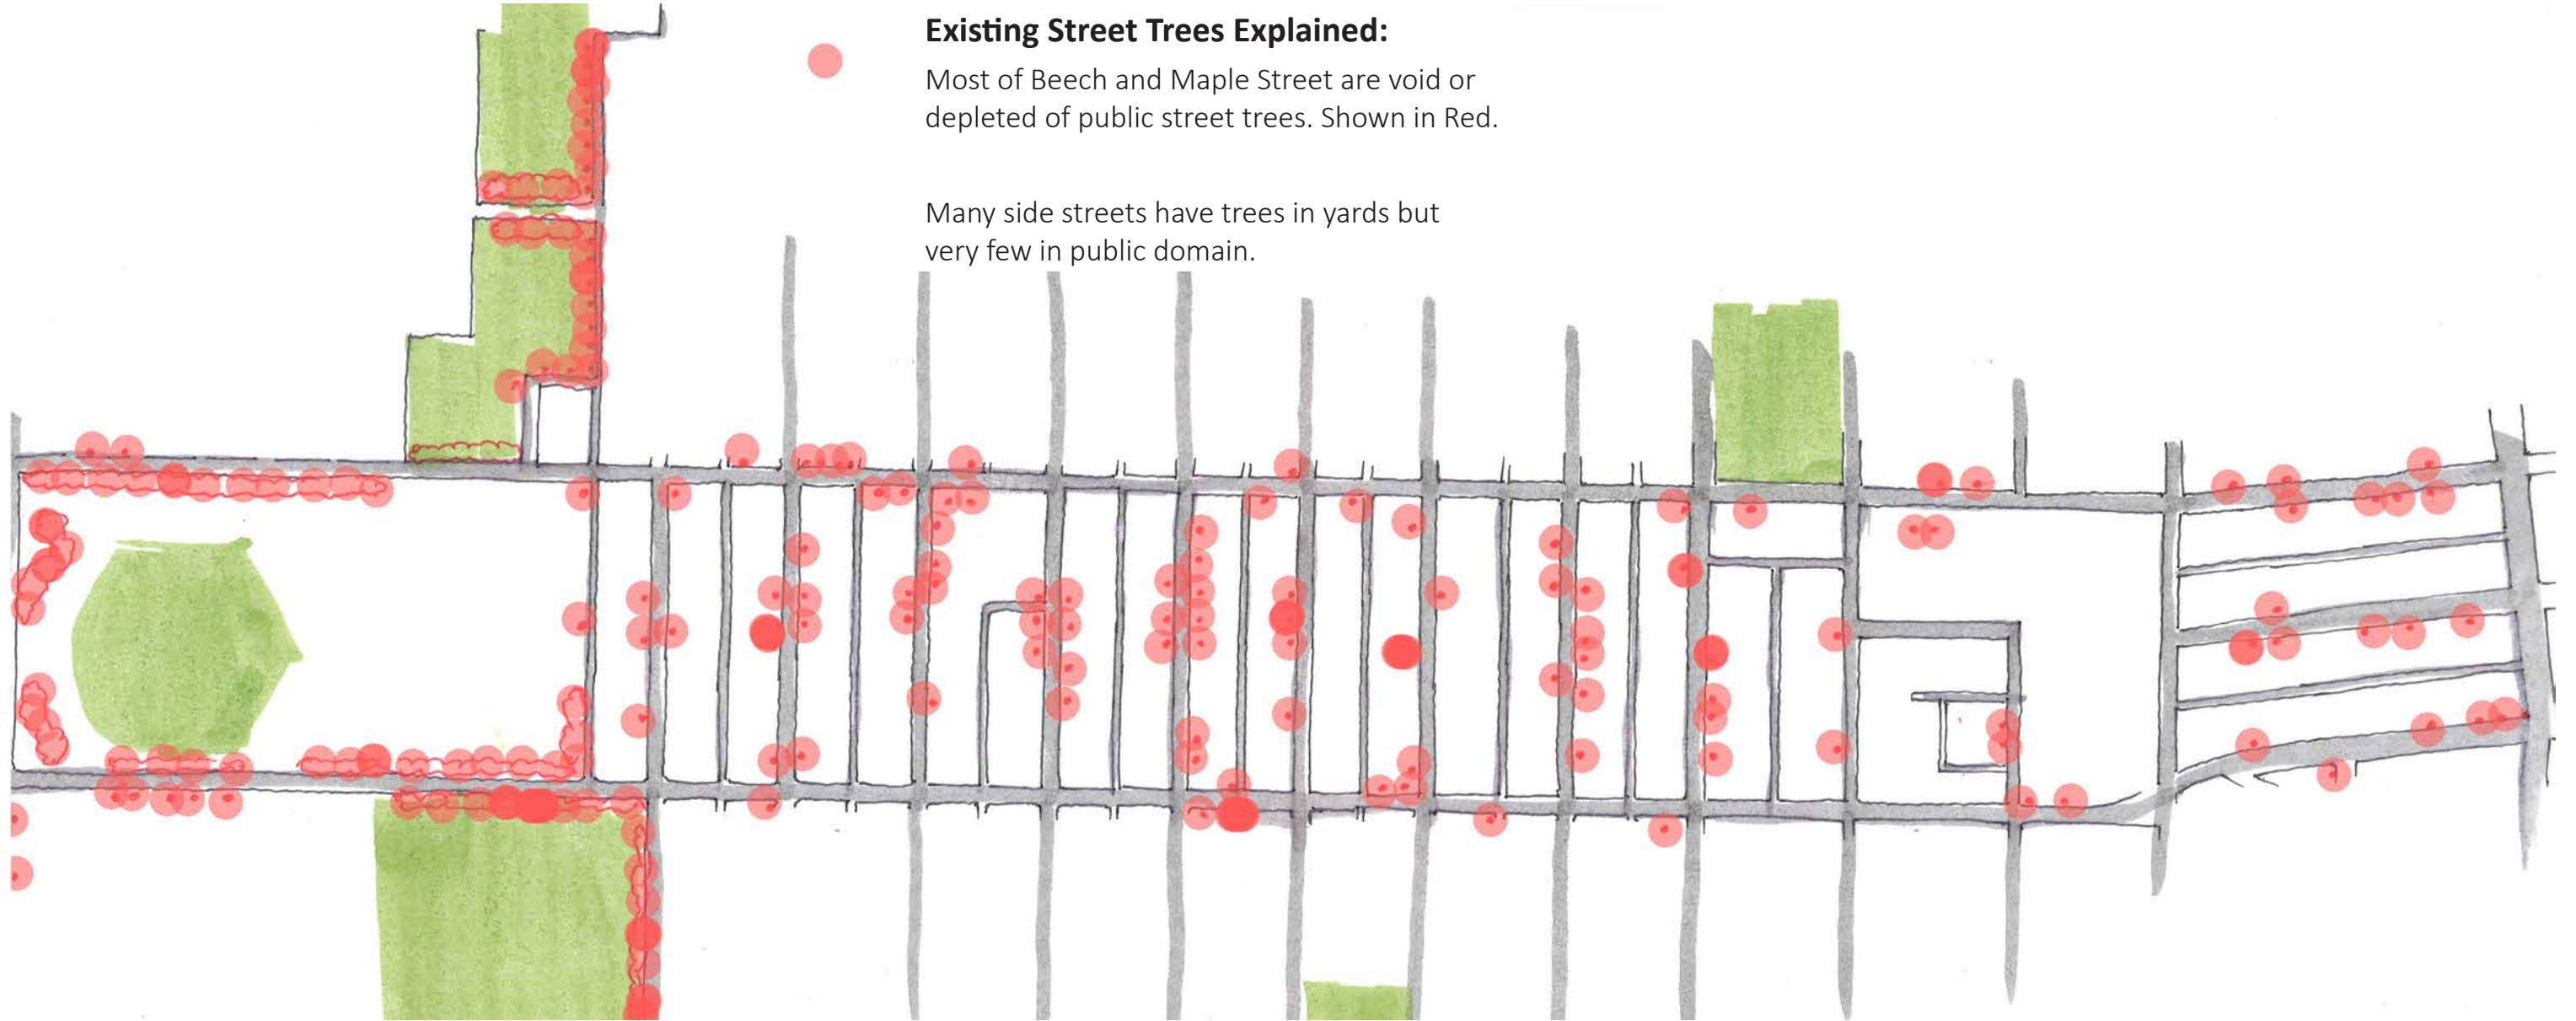 Existing Street Trees Explained:
Most of Beech and Maple Street are void or
depleted of public street trees. Shown in Red.
Many side streets have trees in yards but
very few in public domain.